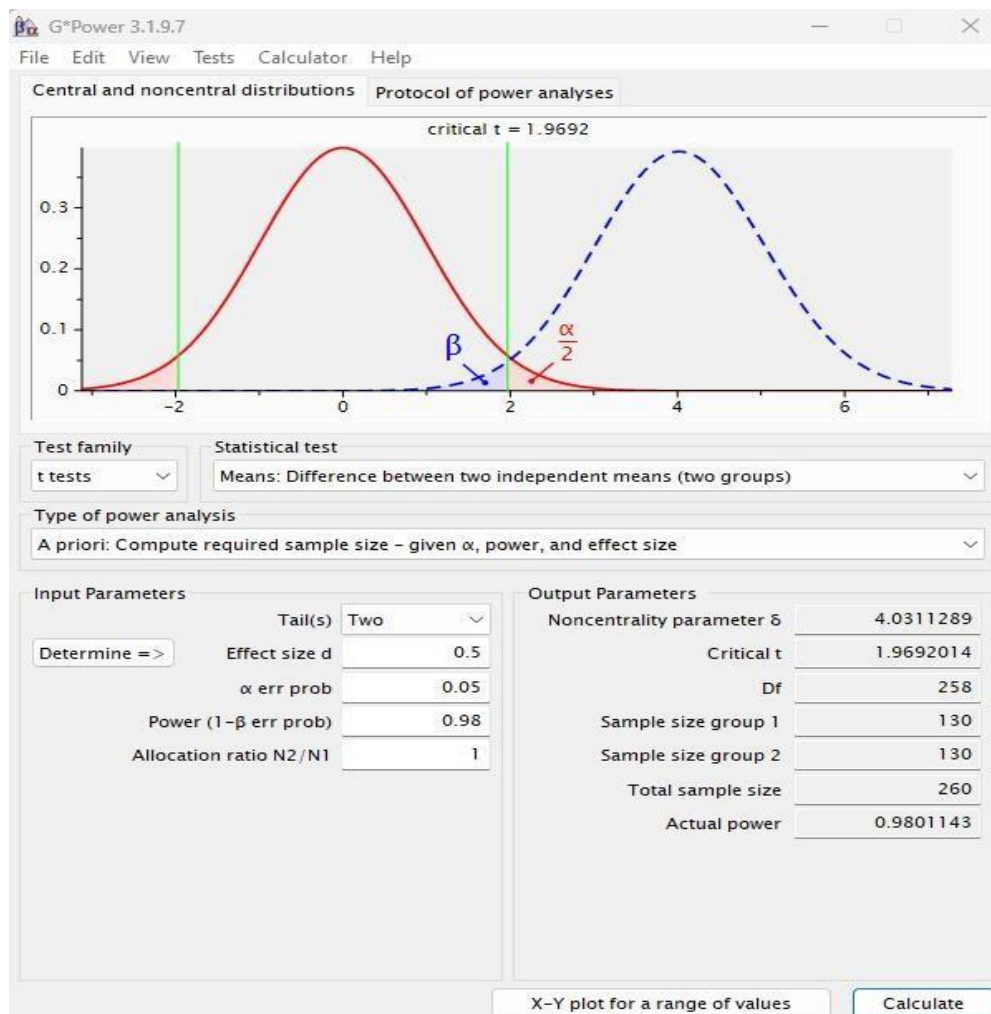 βα G*Power 3.1.9.7
File Edit View Tests Calculator Help
Central and noncentral distributions Protocol of power analyses
critical t = 1.9692
0.3
0.2
0.1
0
β
α
2
-2 0 2 4 6
Test family Statistical test
t tests Means: Difference between two independent means (two groups)
Type of power analysis
A priori: Compute required sample size – given α, power, and effect size
Input Parameters Output Parameters
Tail(s) Two Noncentrality parameter δ 4.0311289
Determine => Effect size d 0.5 Critical t 1.9692014
α err prob 0.05 Df 258
Power (1-β err prob) 0.98 Sample size group 1 130
Allocation ratio N2/N1 1 Sample size group 2 130
Total sample size 260
Actual power 0.9801143
X-Y plot for a range of values Calculate